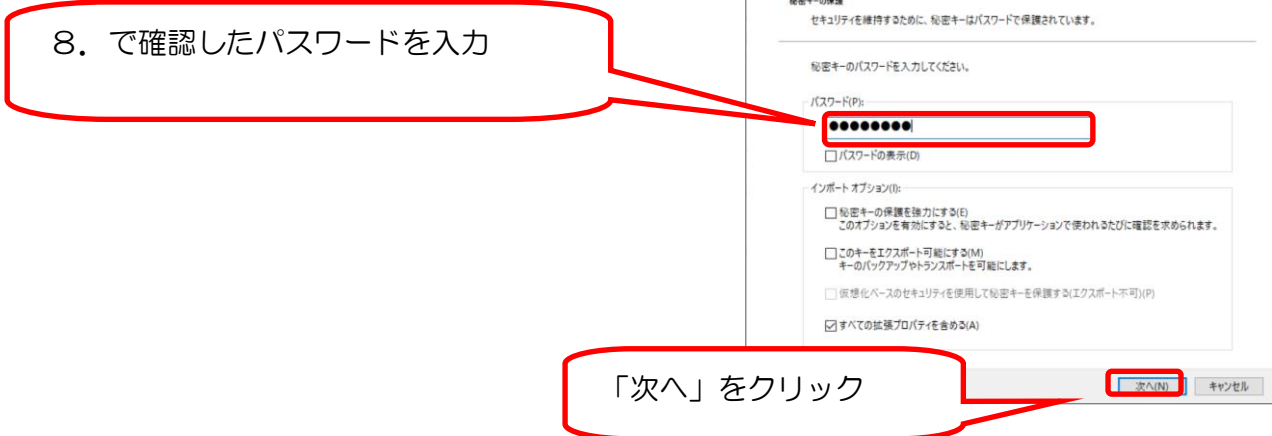 秘密キーの保護
セキュリティを維持するために、秘密キーはパスワードで保護されています。
8．で確認したパスワードを入力
秘密キーのパスワードを入力してください。
パスワード(P):
●●●●●●●●
パスワードの表示(D)
インポート オプション(I):
秘密キーの保護を強力にする(E)
このオプションを有効にすると、秘密キーがアプリケーションで使われるたびに確認を求められます。
このキーをエクスポート可能にする(M)
キーのバックアップやトランスポートを可能にします。
仮想化ベースのセキュリティを使用して秘密キーを保護する(エクスポート不可)(P)
すべての拡張プロパティを含める(A)
「次へ」をクリック
次へ(N)
キャンセル